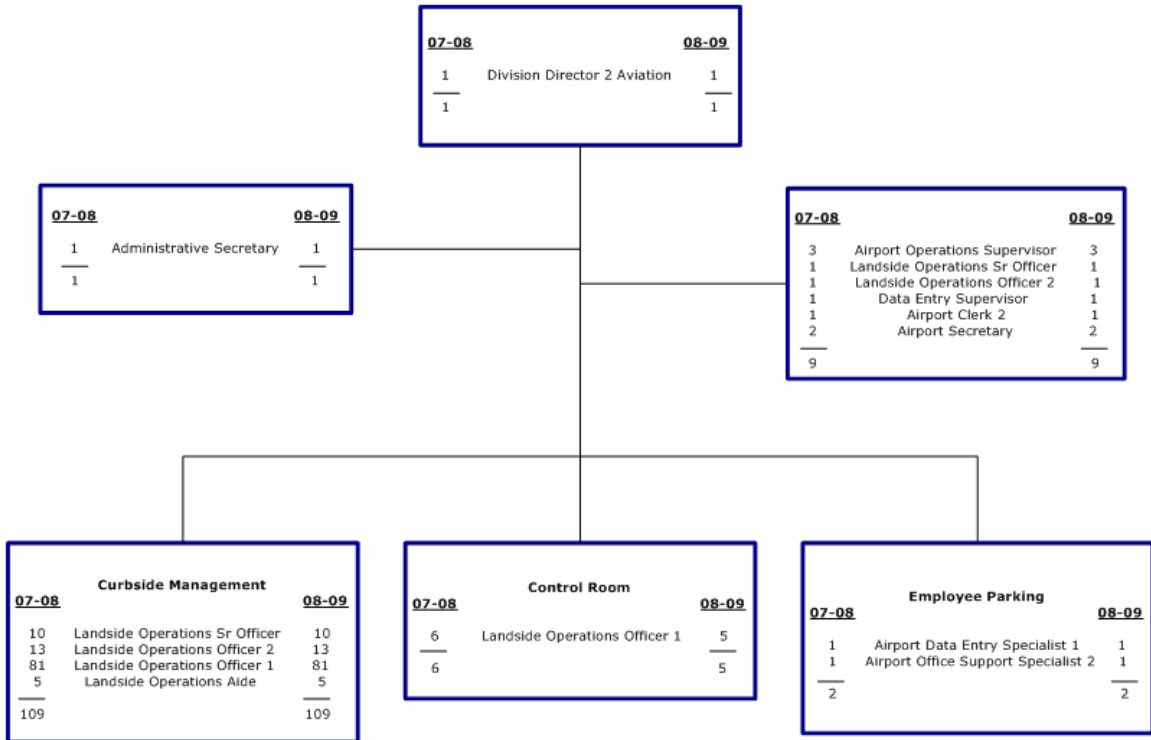 07-08 08-09
1 Division Director 2 Aviation 1
1 1
07-08 08-09
1 Administrative Secretary 1
1 1
07-08 08-09
3 Airport Operations Supervisor 3
1 Landside Operations Sr Officer 1
1 Landside Operations Officer 2 1
1 Data Entry Supervisor 1
1 Airport Clerk 2 1
2 Airport Secretary 2
9 9
Curbside Management
07-08 08-09
10 Landside Operations Sr Officer 10
13 Landside Operations Officer 2 13
81 Landside Operations Officer 1 81
5 Landside Operations Aide 5
109 109
Control Room
07-08 08-09
6 Landside Operations Officer 1 5
6 5
Employee Parking
07-08 08-09
1 Airport Data Entry Specialist 1 1
1 Airport Office Support Specialist 2 1
2 2